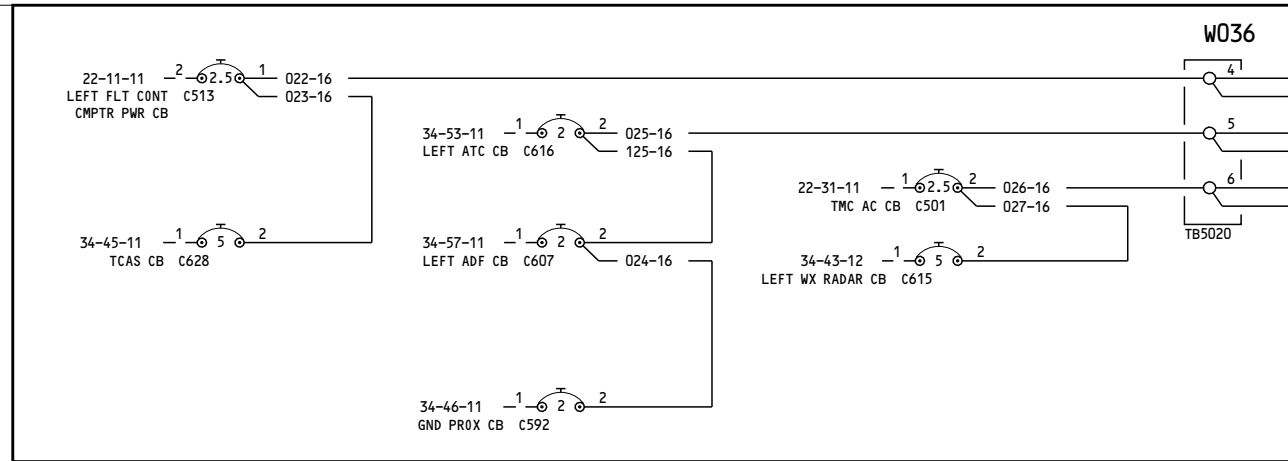 W036
22-11-11 2 2.5 1 022-16 4
LEFT FLT CONT C513 023-16
CMPTR PWR CB
34-53-11 1 2 2 025-16 5
LEFT ATC CB C616 125-16
22-31-11 1 2.5 2 026-16 6
TMC AC CB C501 027-16
TB5020
34-45-11 1 5 2
TCAS CB C628
34-57-11 1 2 2
LEFT ADF CB C607 024-16
34-43-12 1 5 2
LEFT WX RADAR CB C615
34-46-11 1 2 2
GND PROX CB C592